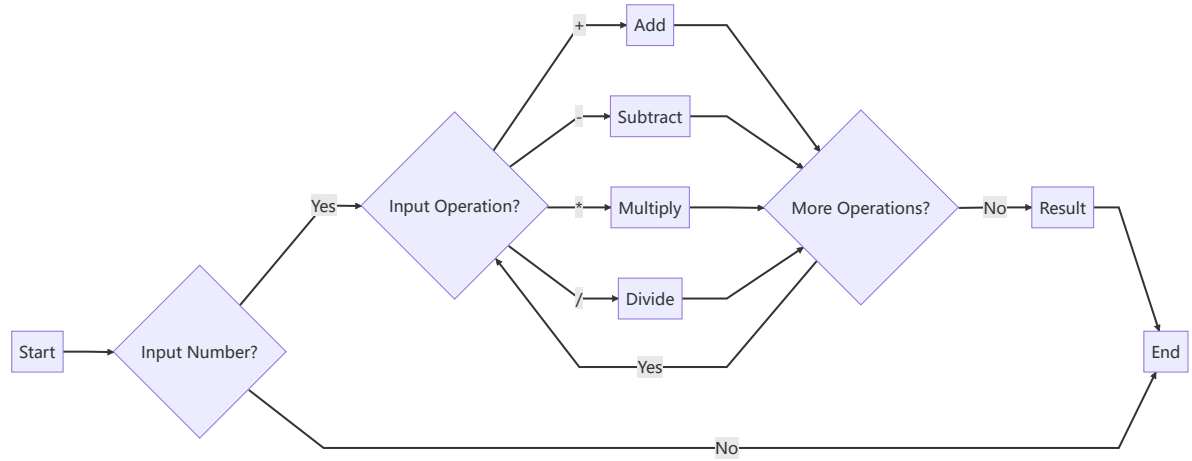 Start
Input Number?
Yes
Input Operation?
+
Add
-
Subtract
*
Multiply
/
Divide
More Operations?
Yes
No
Result
No
End